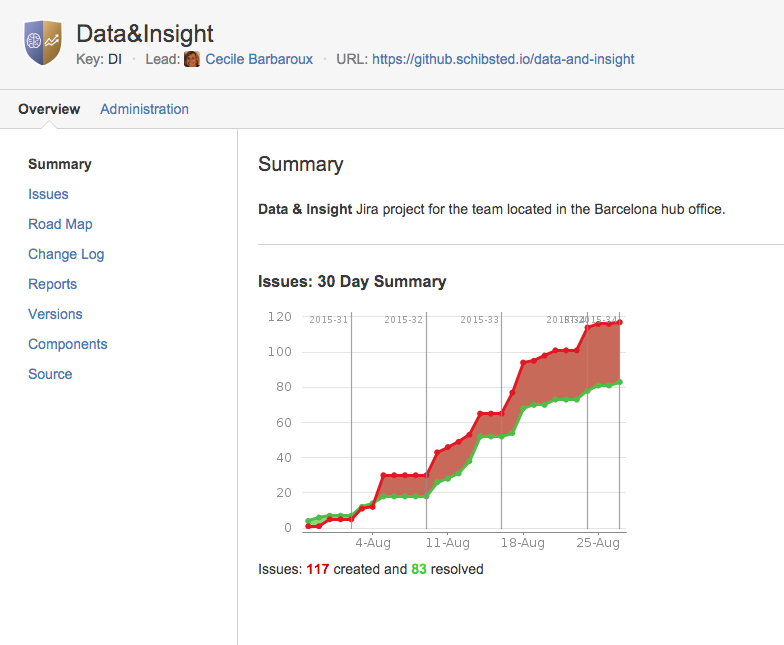 Data&Insight
Key: DI · Lead: Cecile Barbaroux · URL: https://github.schibsted.io/data-and-insight
Overview Administration
Summary
Issues
Road Map
Change Log
Reports
Versions
Components
Source
Summary
Data & Insight Jira project for the team located in the Barcelona hub office.
Issues: 30 Day Summary
120
100
80
60
40
20
0
2015-31 2015-32 2015-33
4-Aug 11-Aug 18-Aug 25-Aug
Issues: 117 created and 83 resolved